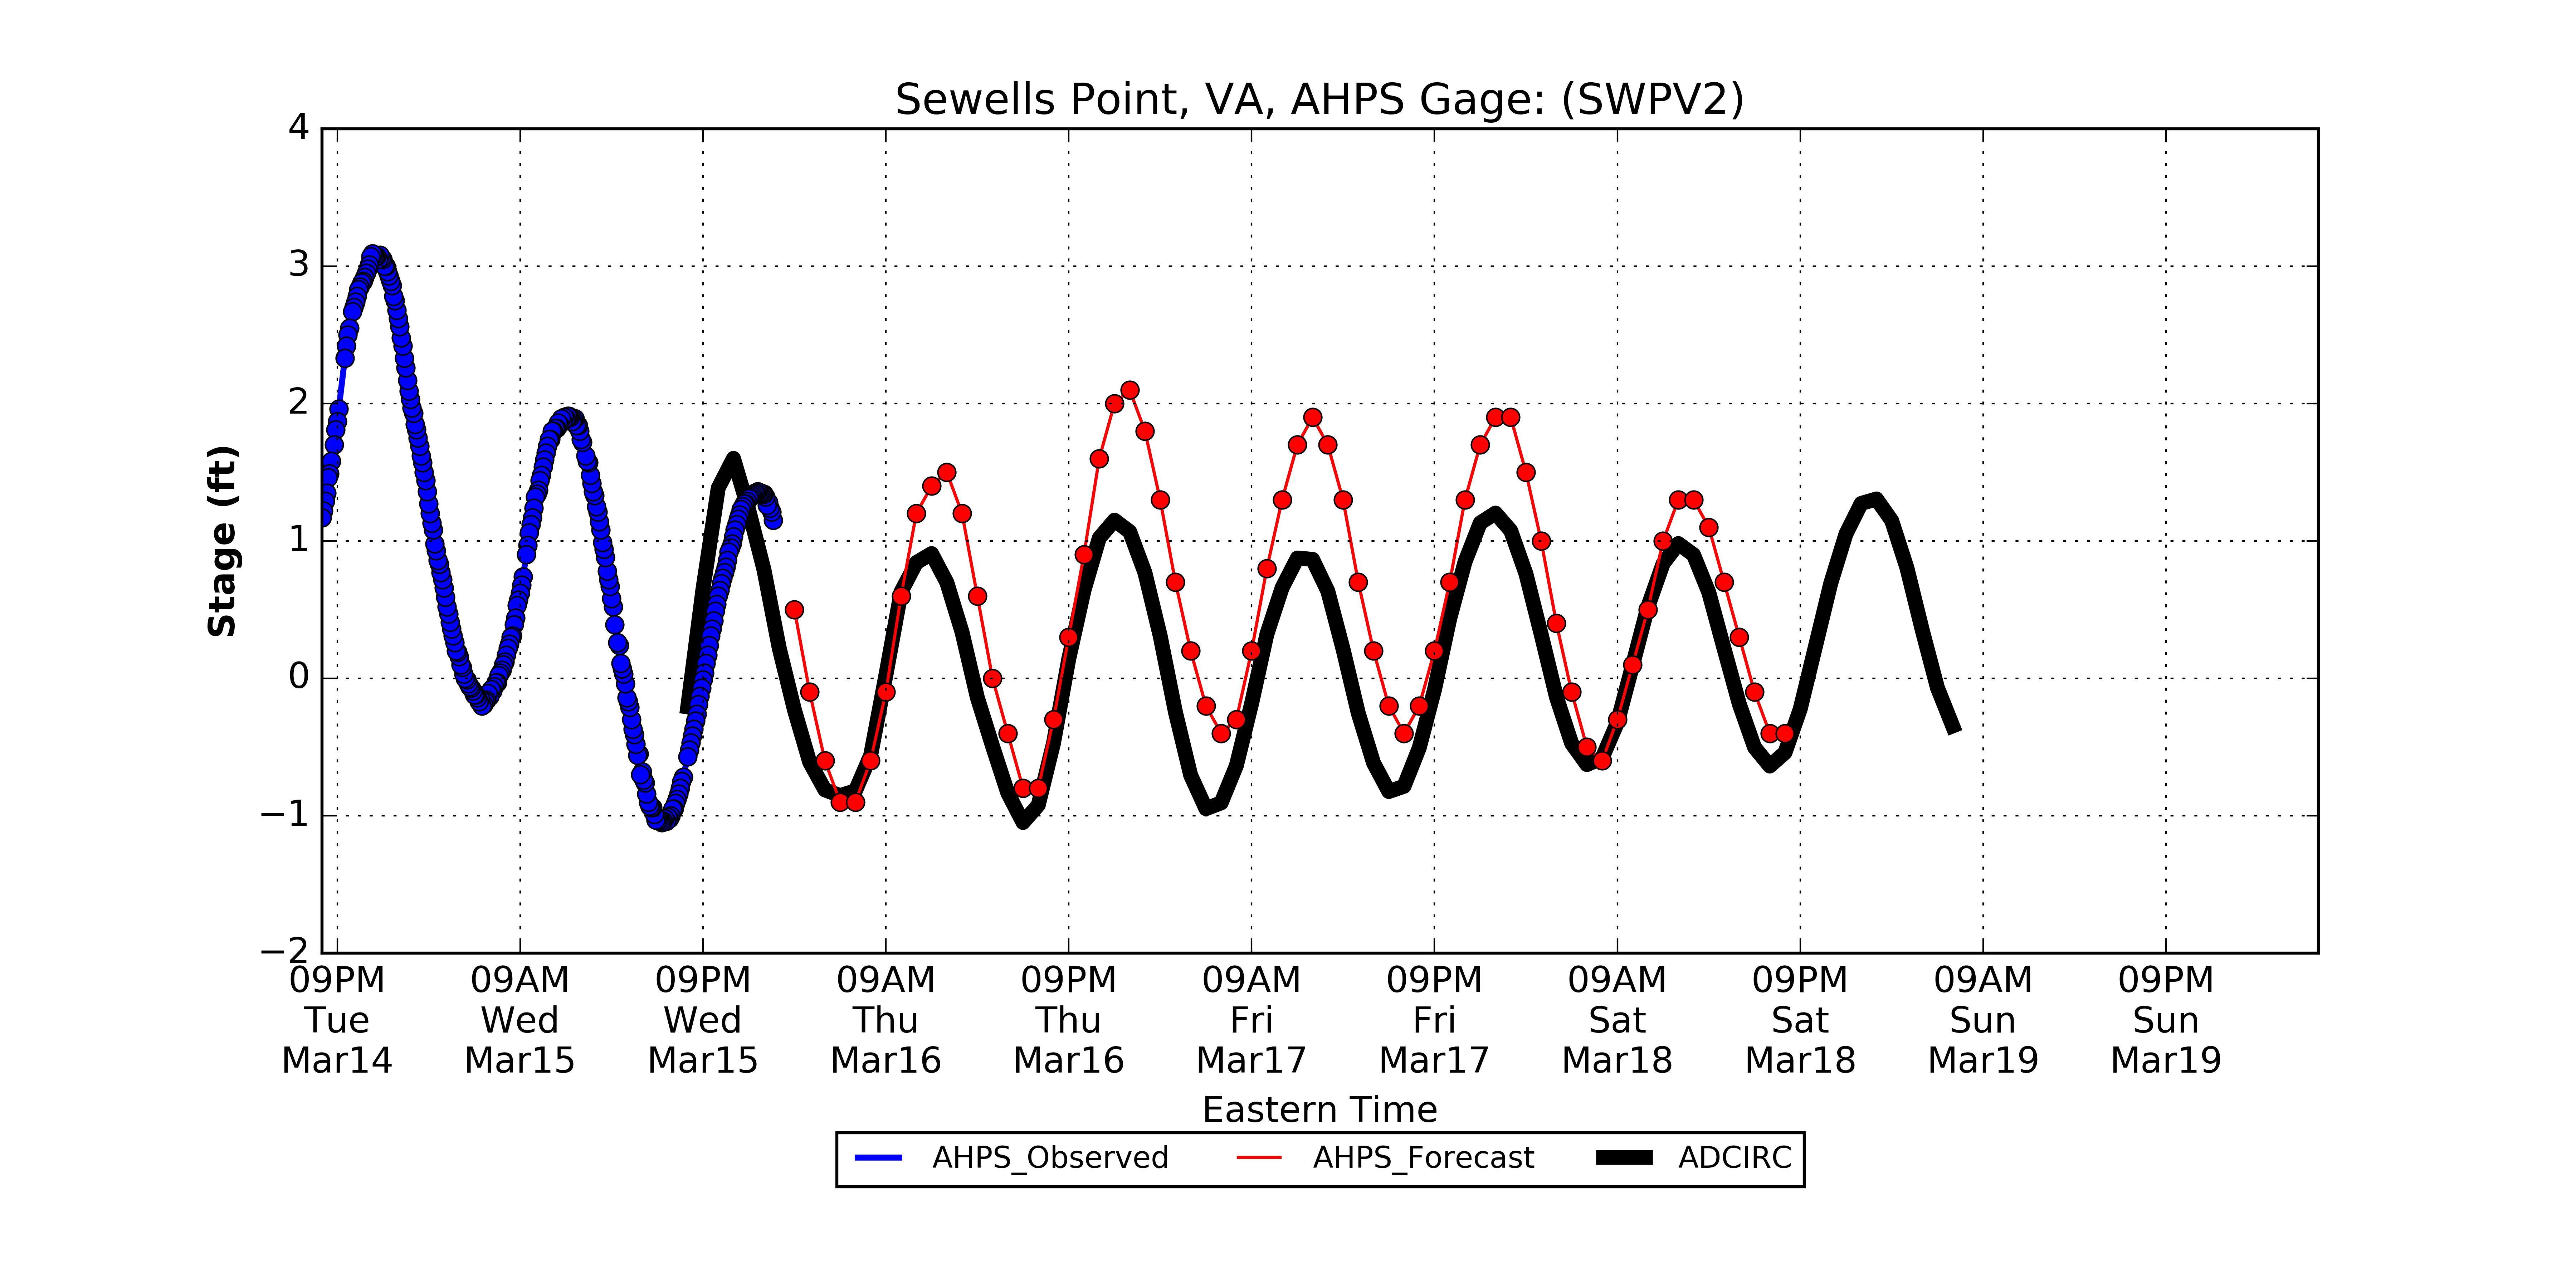 Sewells Point, VA, AHPS Gage: (SWPV2)
4
3
2
1
0
−1
−2
Stage (ft)
09PM 09AM 09PM 09AM 09PM 09AM 09PM 09AM 09PM 09AM 09PM
Tue Wed Wed Thu Thu Fri Fri Sat Sat Sun Sun
Mar14 Mar15 Mar15 Mar16 Mar16 Mar17 Mar17 Mar18 Mar18 Mar19 Mar19
Eastern Time
AHPS_Observed AHPS_Forecast ADCIRC